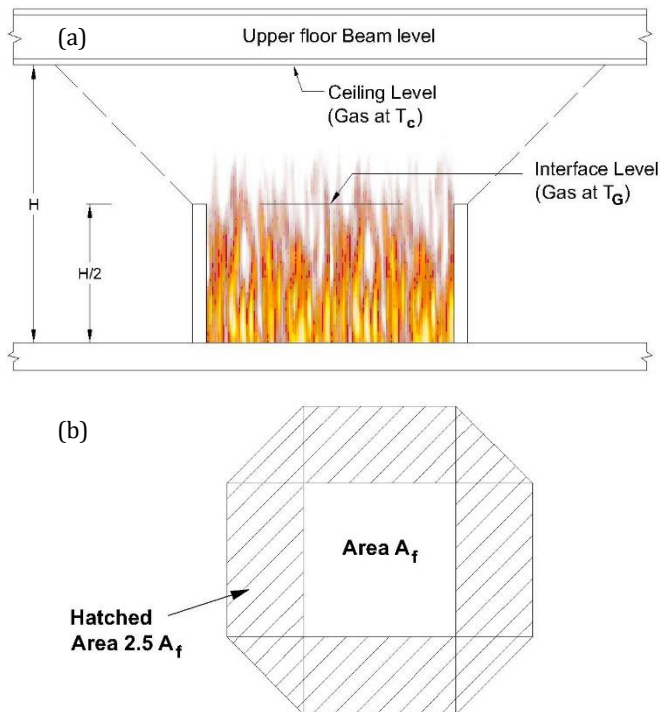 (a)
Upper floor Beam level
Ceiling Level
(Gas at Tc)
Interface Level
(Gas at TG)
H
H/2
(b)
Area Af
Hatched
Area 2.5 Af